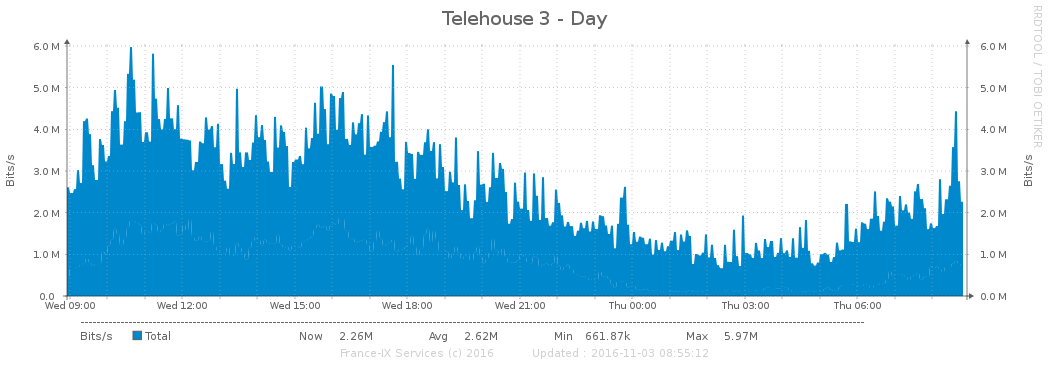 Telehouse 3 - Day
RRDTOOL / TOBI OETIKER
6.0 M
5.0 M
4.0 M
3.0 M
2.0 M
1.0 M
0.0
Bits/s
6.0 M
5.0 M
4.0 M
3.0 M
2.0 M
1.0 M
0.0 M
Bits/s
Wed 09:00 Wed 12:00 Wed 15:00 Wed 18:00 Wed 21:00 Thu 00:00 Thu 03:00 Thu 06:00
Bits/s Total Now 2.26M Avg 2.62M Min 661.87k Max 5.97M
France-IX Services (c) 2016 Updated : 2016-11-03 08:55:12